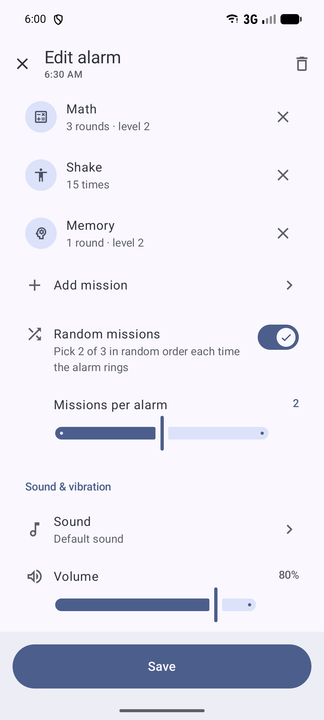 6:00
3G
Edit alarm
6:30 AM
Math
3 rounds · level 2
Shake
15 times
Memory
1 round · level 2
Add mission
Random missions
Pick 2 of 3 in random order each time
the alarm rings
Missions per alarm
2
Sound & vibration
Sound
Default sound
Volume
80%
Save